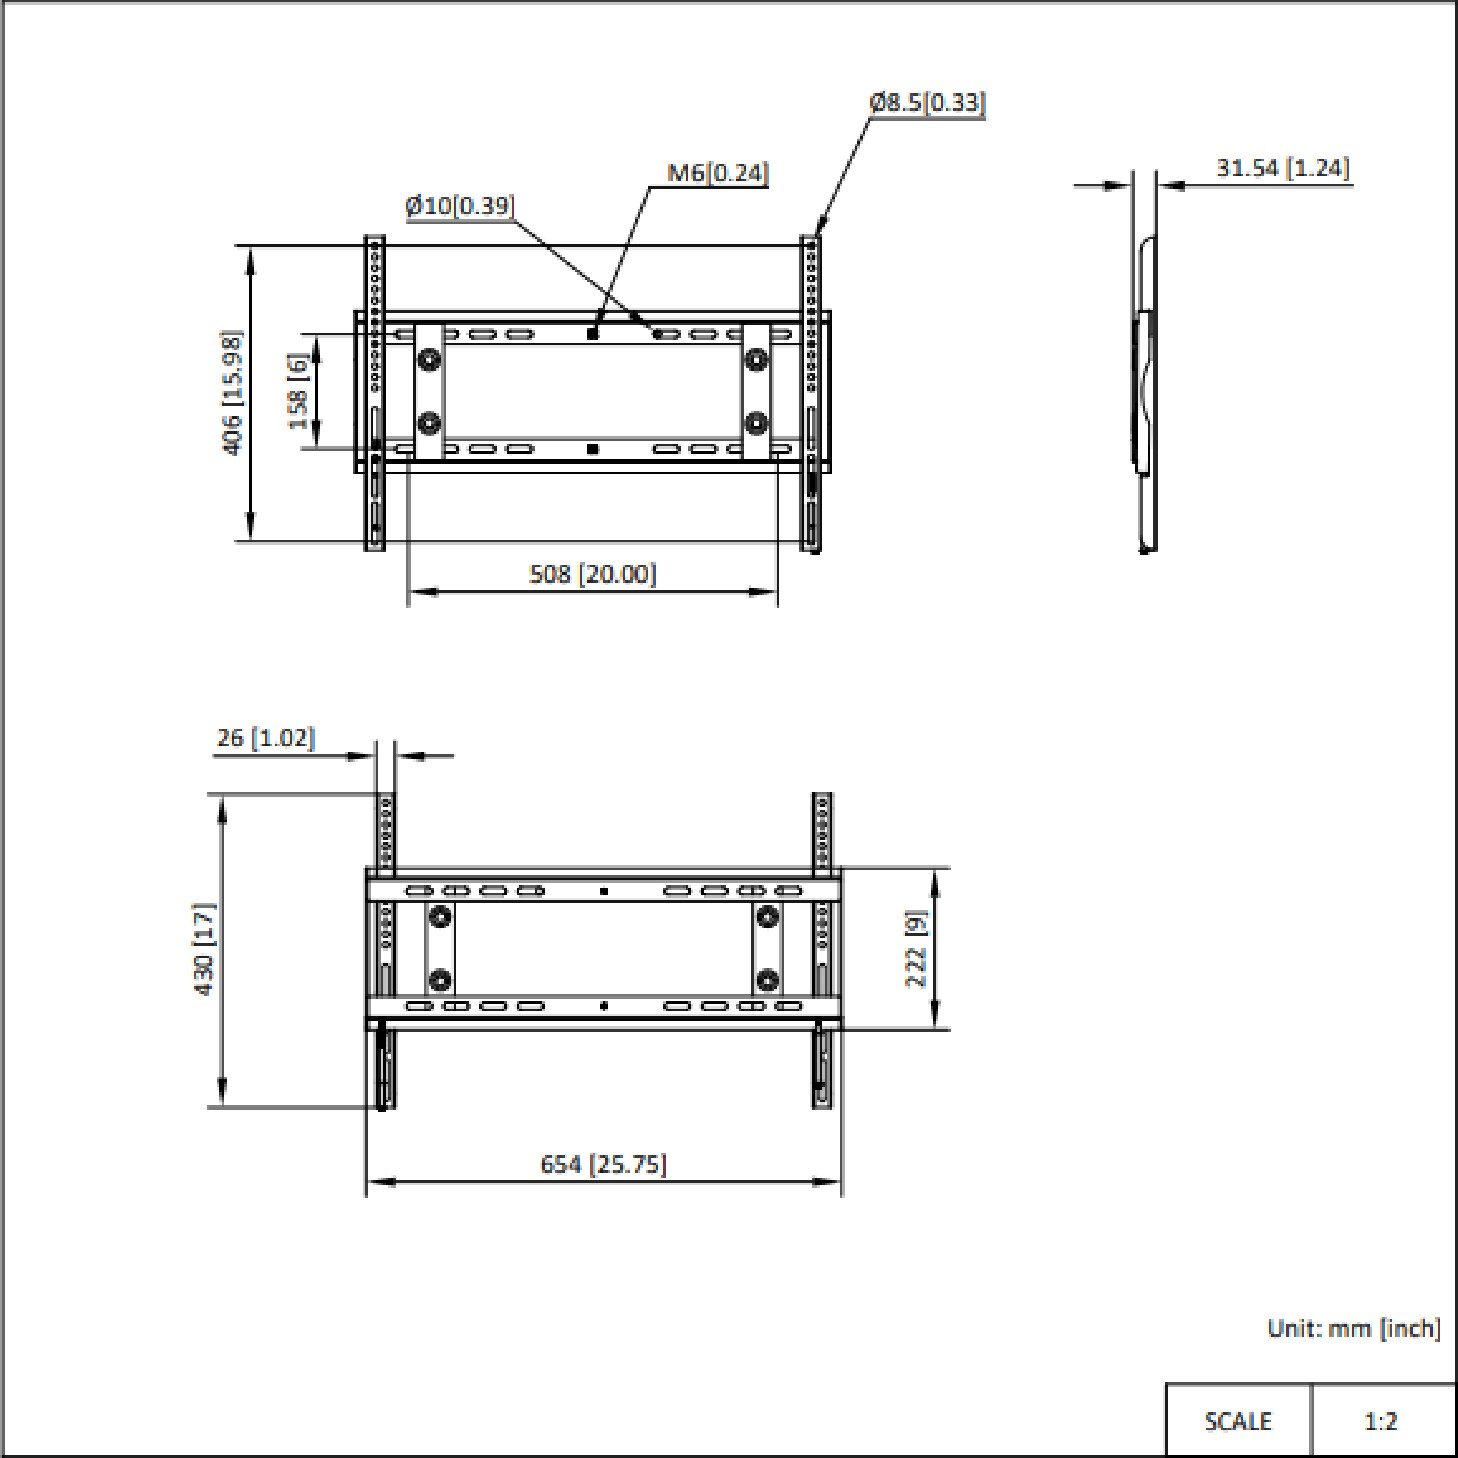 Ø8.5[0.33]
M6[0.24]
31.54 [1.24]
Ø10[0.39]
406 [15.98]
158 [6]
508 [20.00]
26 [1.02]
430 [17]
222 [9]
654 [25.75]
Unit: mm [inch]
SCALE 1:2